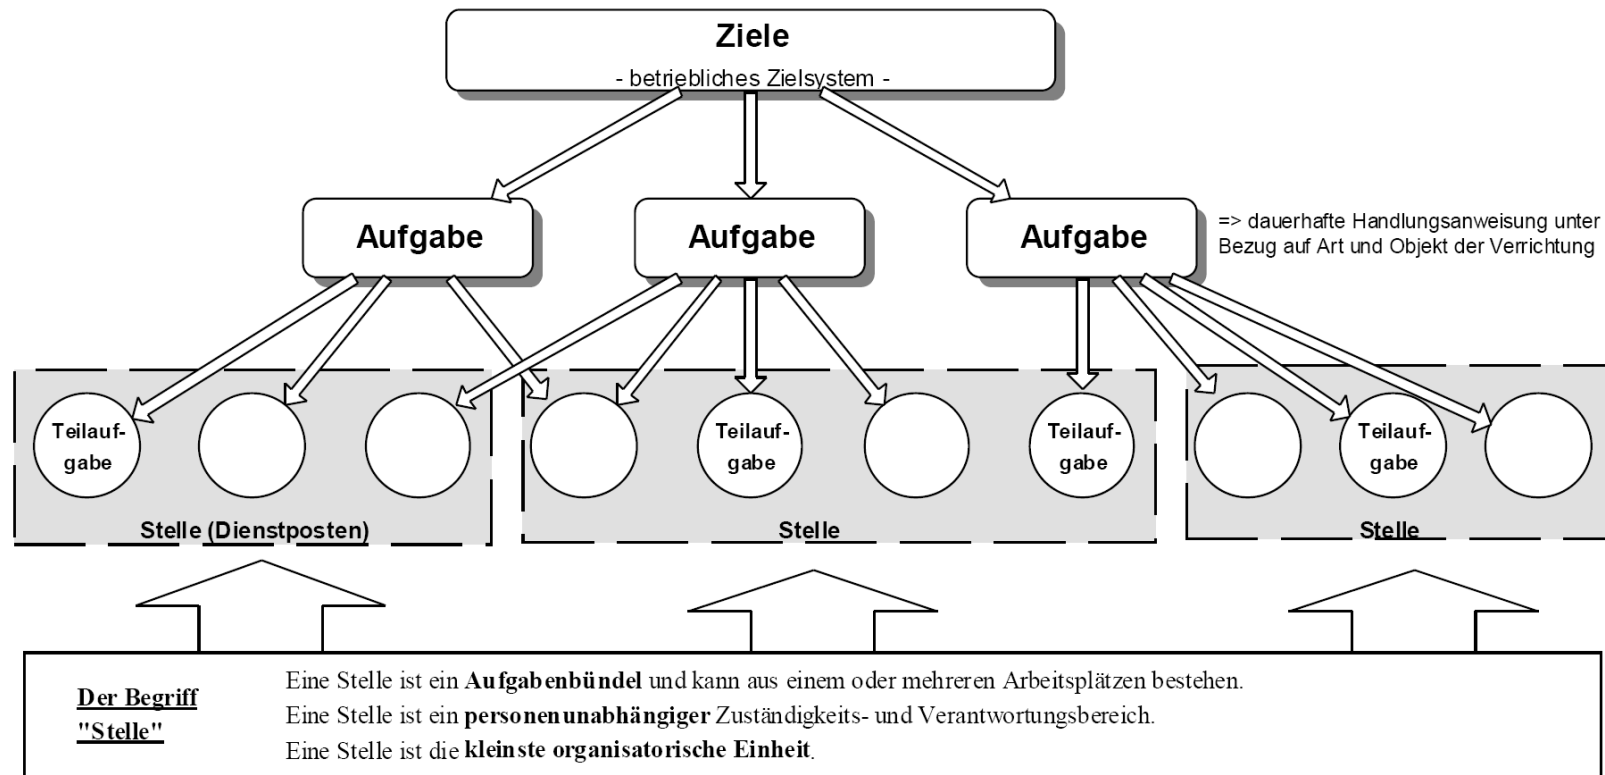 Ziele
- betriebliches Zielsystem -
Aufgabe
Aufgabe
Aufgabe
=> dauerhafte Handlungsanweisung unter
Bezug auf Art und Objekt der Verrichtung
Teilauf-
gabe
Teilauf-
gabe
Teilauf-
gabe
Teilauf-
gabe
Stelle (Dienstposten)
Stelle
Stelle
Der Begriff
"Stelle"
Eine Stelle ist ein Aufgabenbündel und kann aus einem oder mehreren Arbeitsplätzen bestehen.
Eine Stelle ist ein personenunabhängiger Zuständigkeits- und Verantwortungsbereich.
Eine Stelle ist die kleinste organisatorische Einheit.